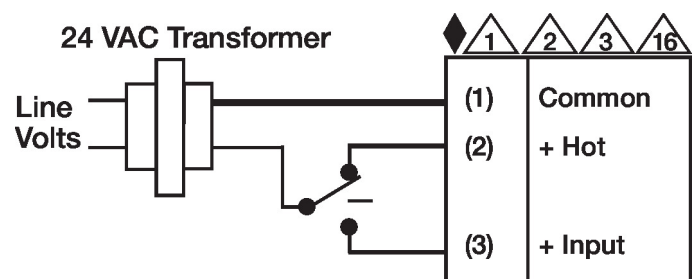 24 VAC Transformer
1 2 3 16
Line
Volts
(1) Common
(2) + Hot
(3) + Input